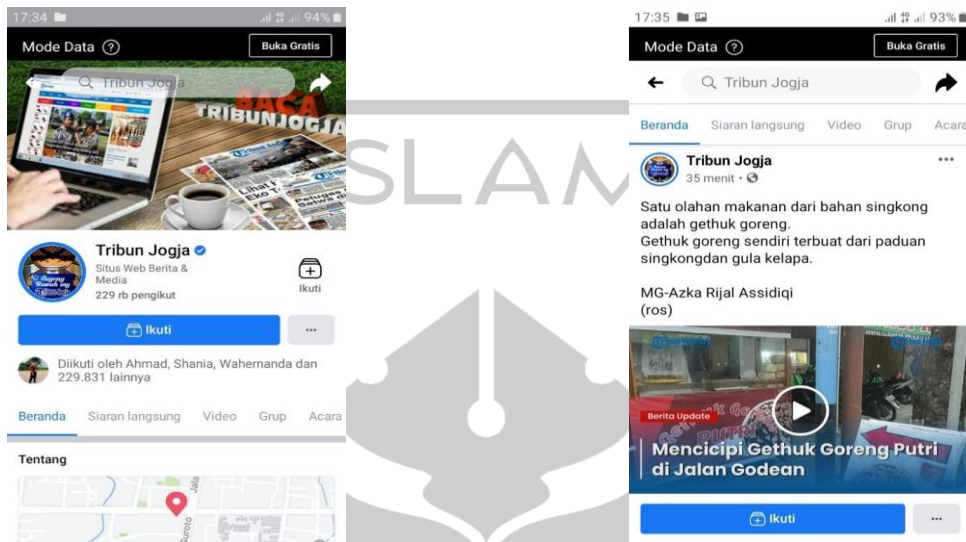 17:34
94%
Mode Data ?
Buka Gratis
Tribun Jogja
BACA
TRIBUNJOGJA
Tribun Jogja
Situs Web Berita &
Media
229 rb pengikut
Ikuti
Ikuti
Diikuti oleh Ahmad, Shania, Wahernanda dan
229.831 lainnya
Beranda Siaran langsung Video Grup Acara
Tentang
SLAM
17:35
93%
Mode Data ?
Buka Gratis
Tribun Jogja
Beranda Siaran langsung Video Grup Acara
Tribun Jogja
35 menit
Satu olahan makanan dari bahan singkong
adalah gethuk goreng.
Gethuk goreng sendiri terbuat dari paduan
singkongdan gula kelapa.
MG-Azka Rijal Assidiqi
(ros)
Berita Update
Mencicipi Gethuk Goreng Putri
di Jalan Godean
Ikuti